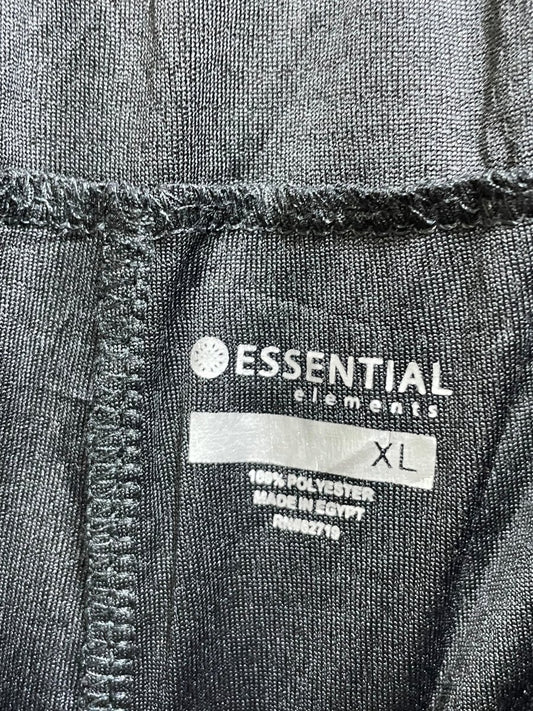 ESSENTIAL
elements
XL
100% POLYESTER
MADE IN EGYPT